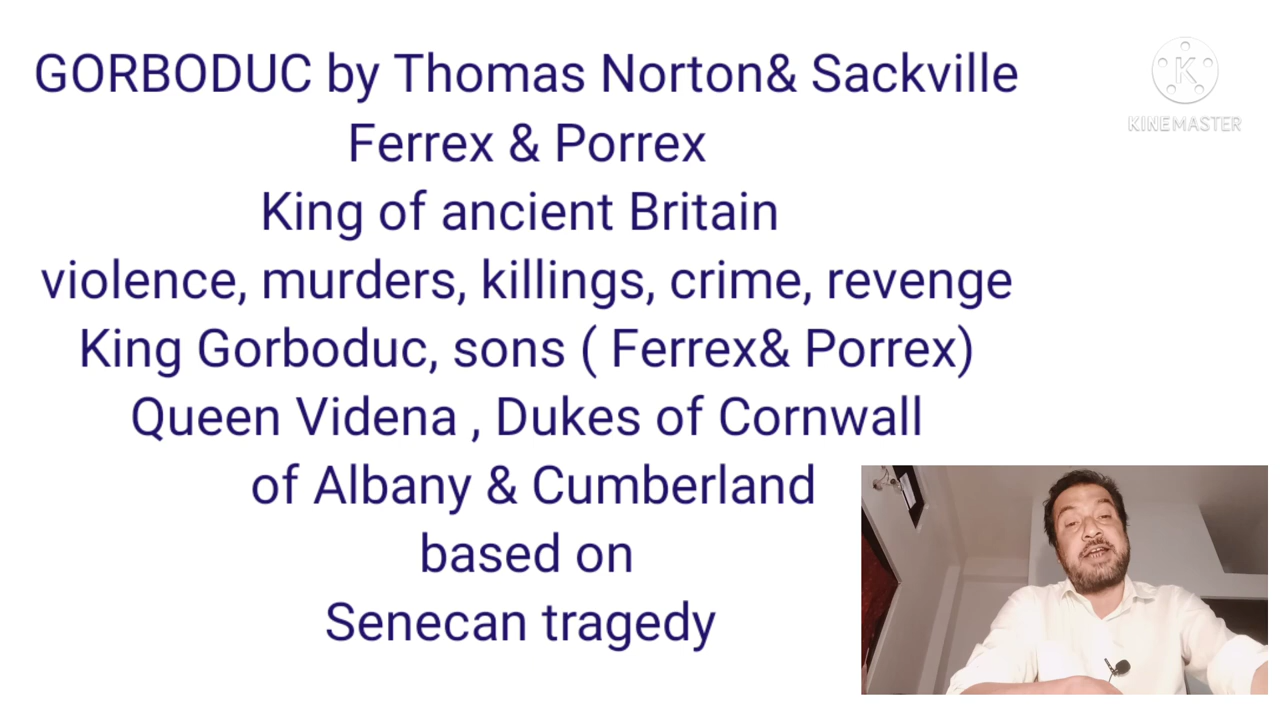 GORBODUC by Thomas Norton& Sackville
Ferrex & Porrex
King of ancient Britain
violence, murders, killings, crime, revenge
King Gorboduc, sons ( Ferrex& Porrex)
Queen Videna , Dukes of Cornwall
of Albany & Cumberland
based on
Senecan tragedy
K
KINEMASTER